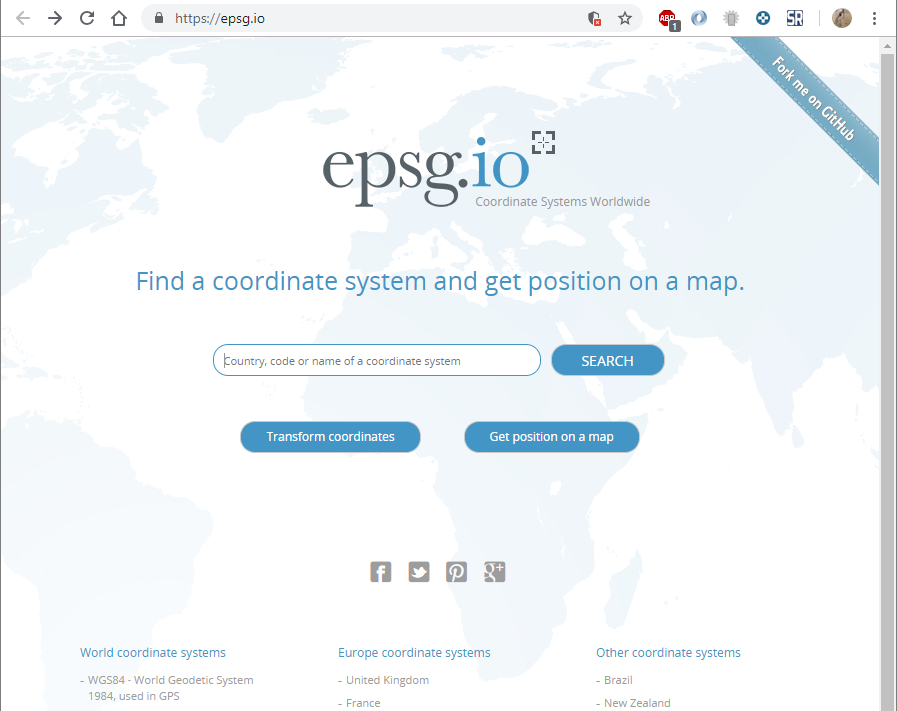 https://epsg.io
ABP
1
SR
Fork me on GitHub
epsg.io
Coordinate Systems Worldwide
Find a coordinate system and get position on a map.
Country, code or name of a coordinate system
SEARCH
Transform coordinates
Get position on a map
World coordinate systems
- WGS84 - World Geodetic System
1984, used in GPS
Europe coordinate systems
- United Kingdom
- France
Other coordinate systems
- Brazil
- New Zealand